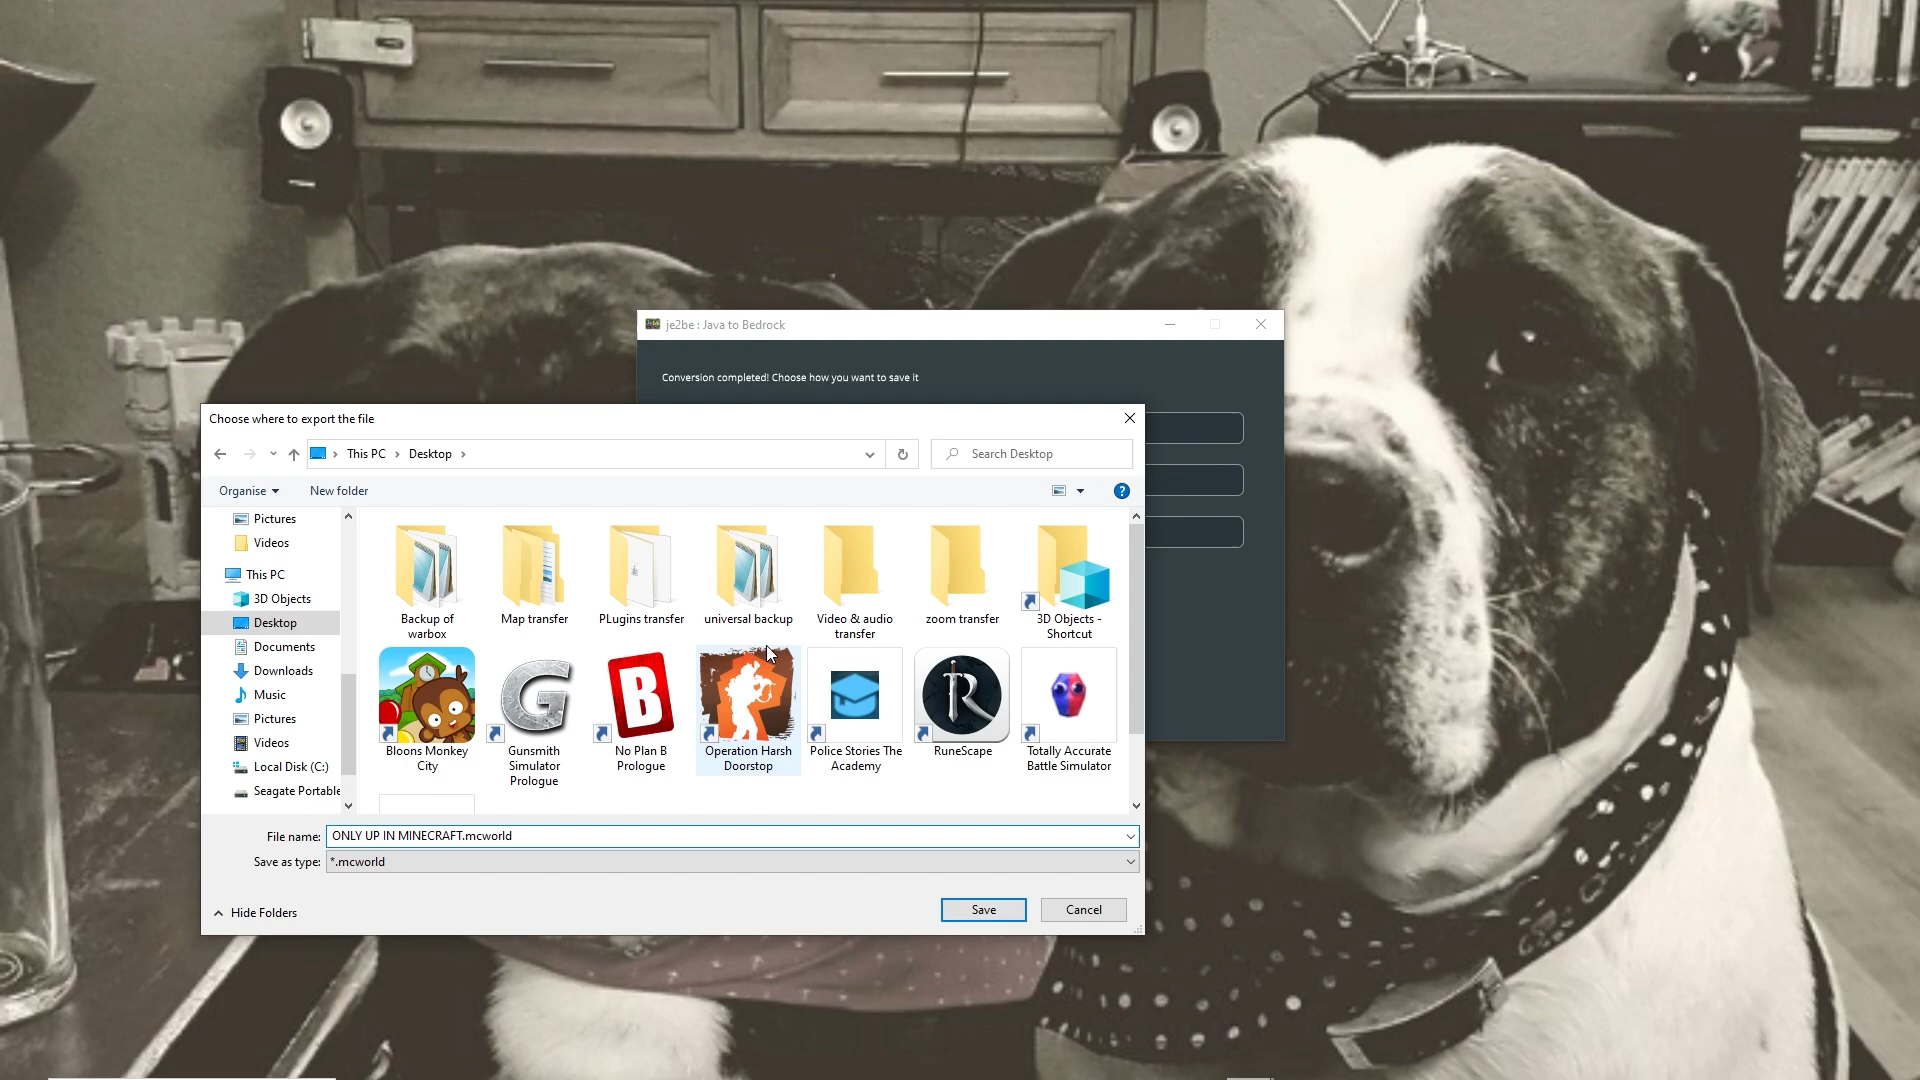 je2be : Java to Bedrock
Conversion completed! Choose how you want to save it
Choose where to export the file
This PC
Desktop
Search Desktop
Organise
New folder
?
Pictures
Videos
This PC
3D Objects
Desktop
Documents
Downloads
Music
Pictures
Videos
Local Disk (C:)
Seagate Portable
Backup of
warbox
Map transfer
PLugins transfer
universal backup
Video & audio
transfer
zoom transfer
3D Objects -
Shortcut
G
B
R
Bloons Monkey
City
Gunsmith
Simulator
Prologue
No Plan B
Prologue
Operation Harsh
Doorstop
Police Stories The
Academy
RuneScape
Totally Accurate
Battle Simulator
File name: ONLY UP IN MINECRAFT.mcworld
Save as type: *.mcworld
Hide Folders
Save
Cancel